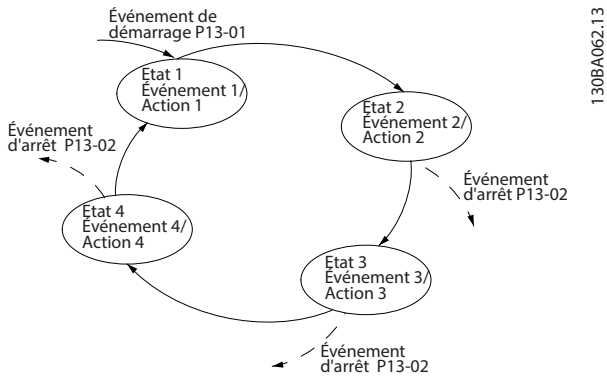 Événement de
démarrage P13-01
130BA062.13
Etat 1
Événement 1/
Action 1
Etat 2
Événement 2/
Action 2
Événement
d'arrêt P13-02
Événement
d'arrêt P13-02
Etat 4
Événement 4/
Action 4
Etat 3
Événement 3/
Action 3
Événement
d'arrêt P13-02